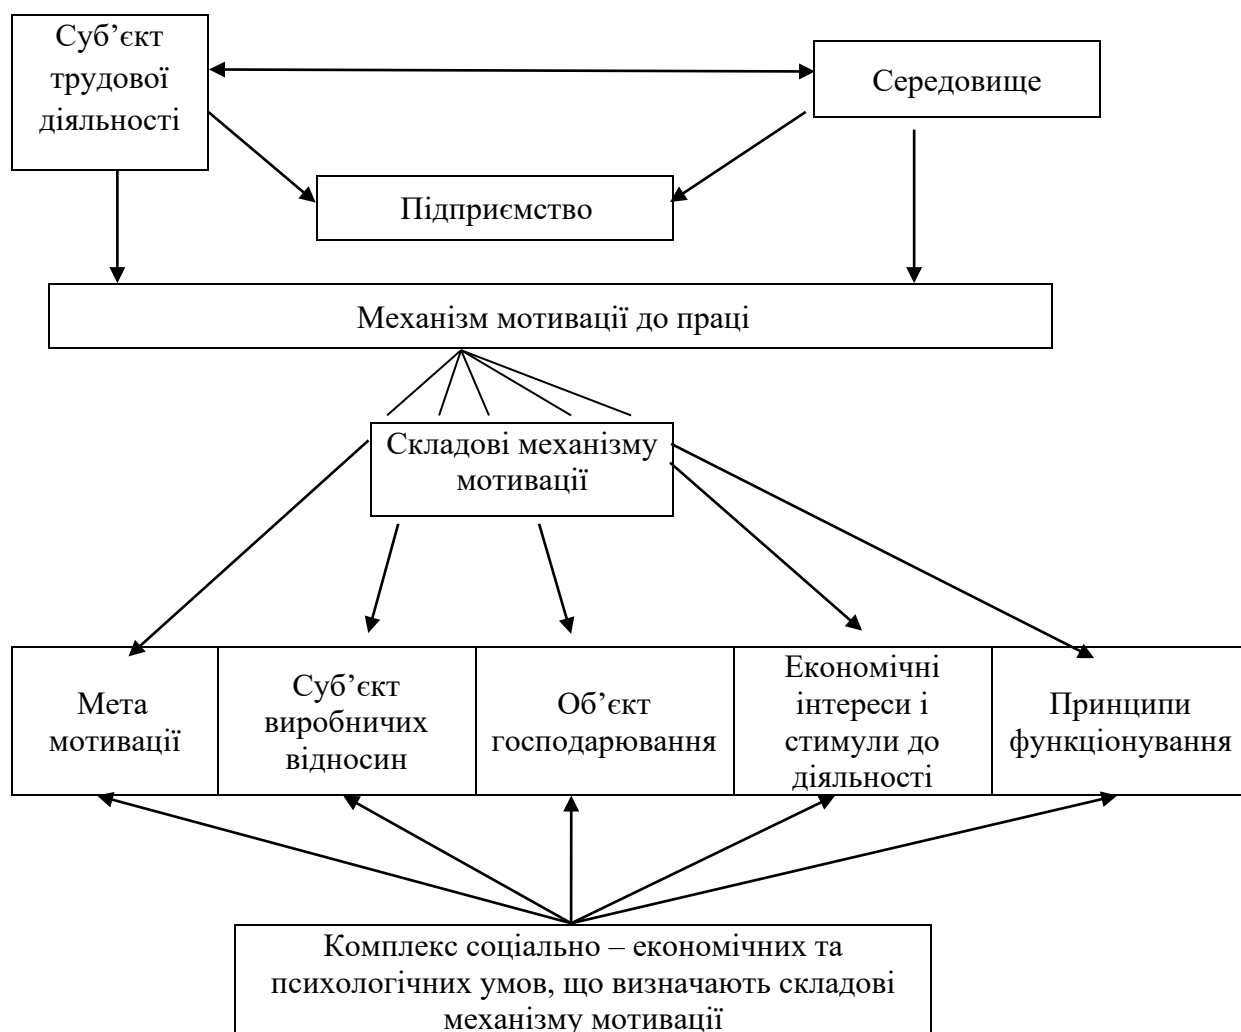 Суб’єкт
трудової
діяльності
Середовище
Підприємство
Механізм мотивації до праці
Складові механізму
мотивації
Мета
мотивації
Суб’єкт
виробничих
відносин
Об’єкт
господарювання
Економічні
інтереси і
стимули до
діяльності
Принципи
функціонування
Комплекс соціально – економічних та
психологічних умов, що визначають складові
механізму мотивації